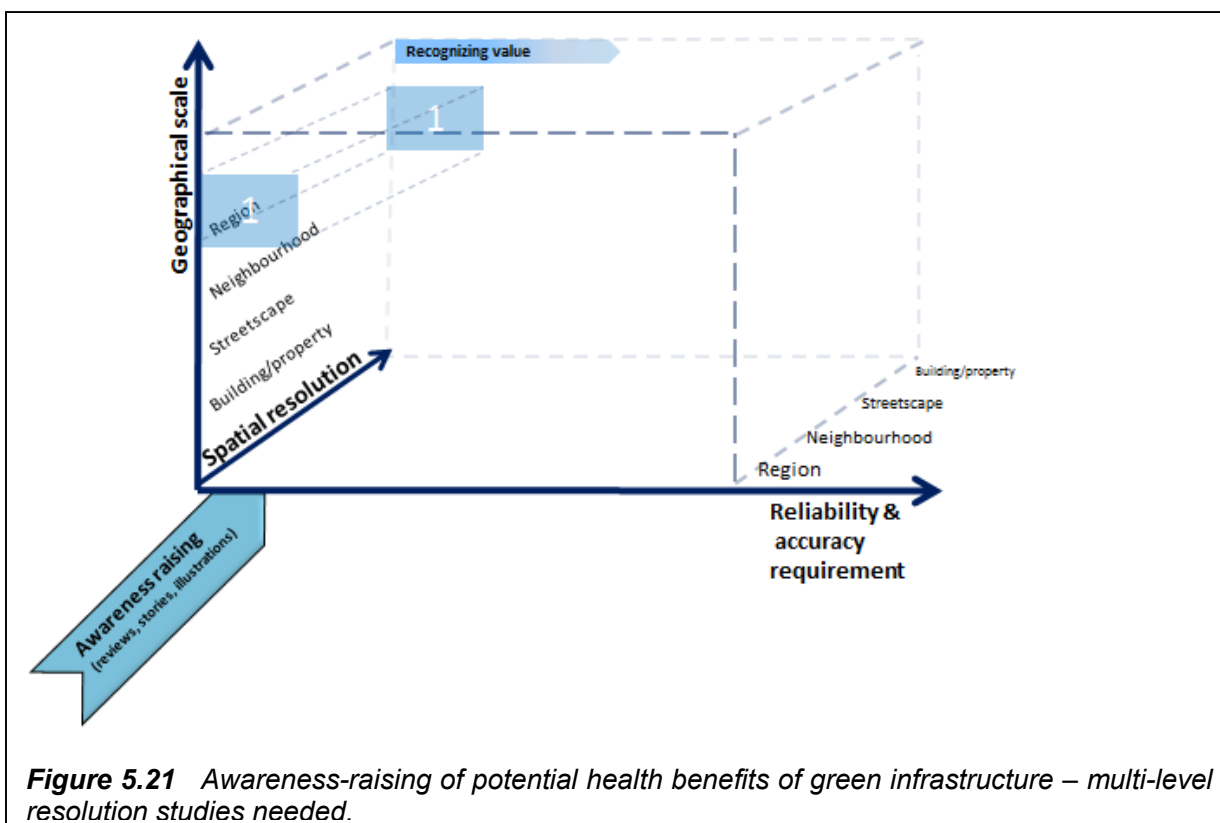 Recognizing value
1
Geographical scale
1
Region
Neighbourhood
Streetscape
Building/property
Spatial resolution
Building/property
Streetscape
Neighbourhood
Region
Reliability &
accuracy
requirement
Awareness raising
(reviews, stories, illustrations)
Figure 5.21 Awareness-raising of potential health benefits of green infrastructure – multi-level
resolution studies needed.